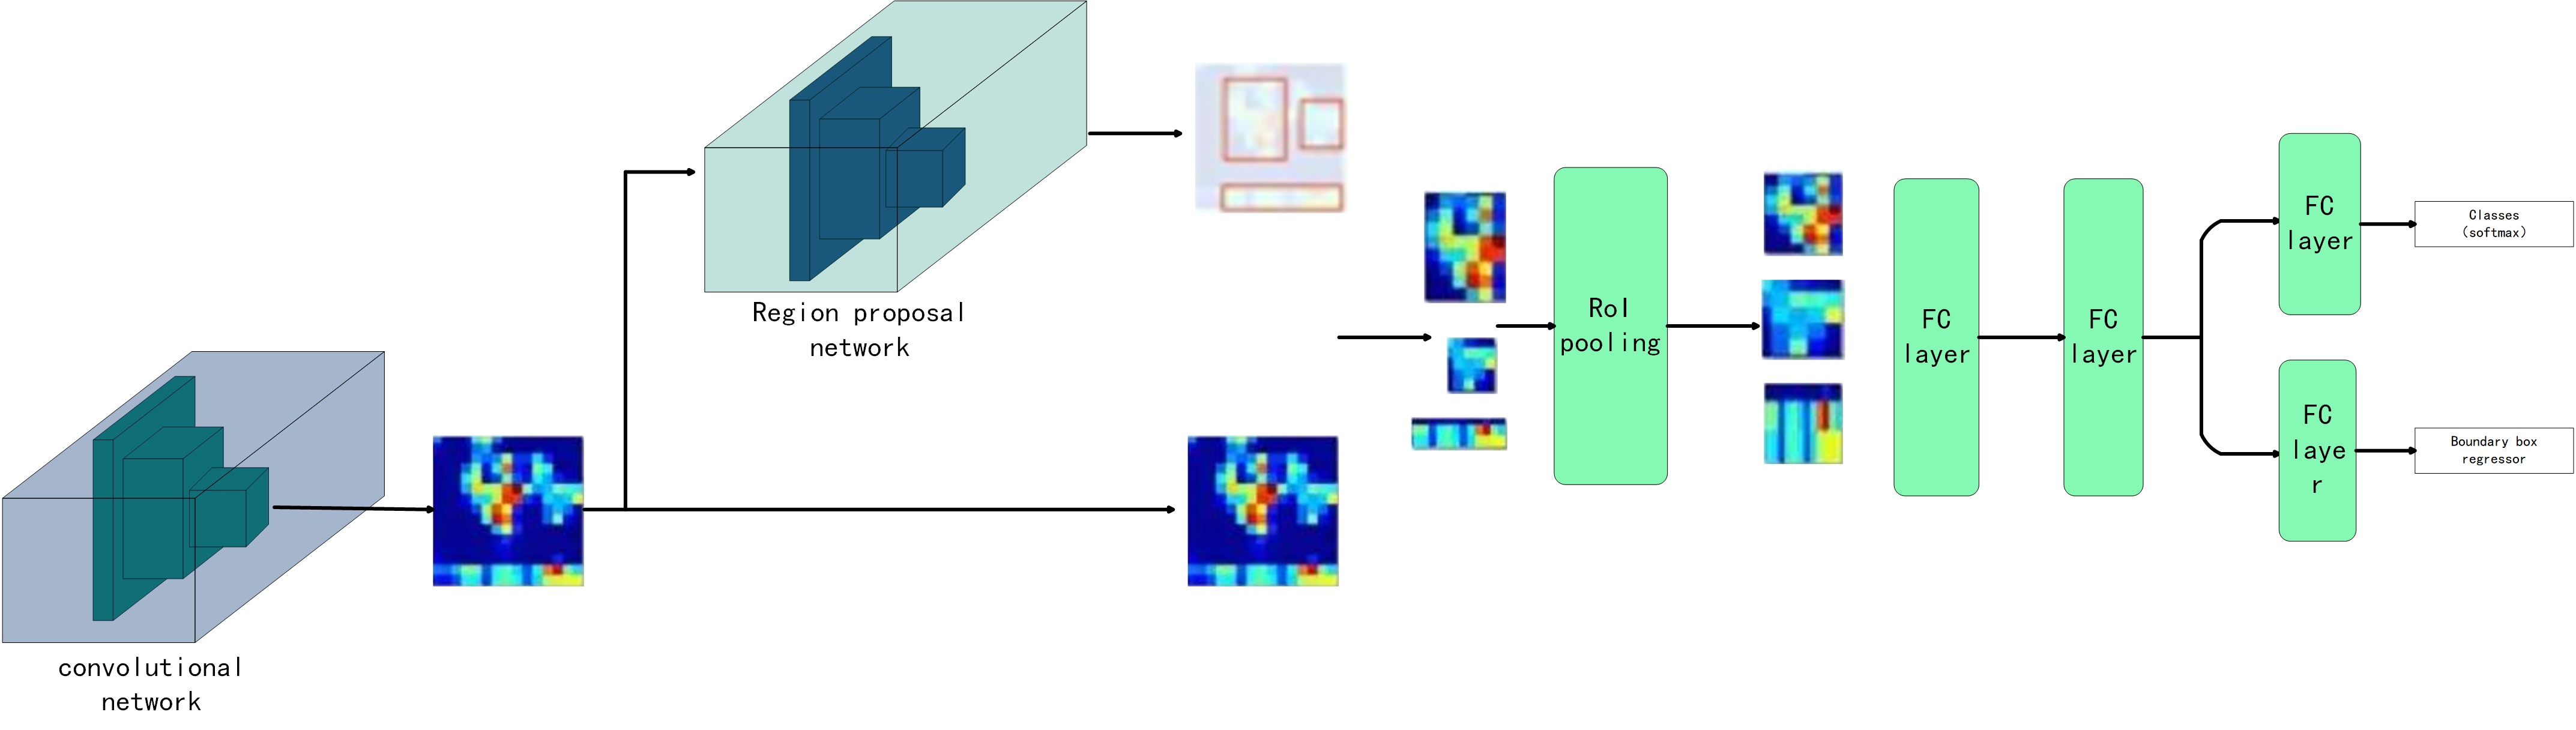 Region proposal
network
convolutional
network
RoI
pooling
FC
layer
FC
layer
FC
layer
Classes
(softmax)
FC
laye
r
Boundary box
regressor